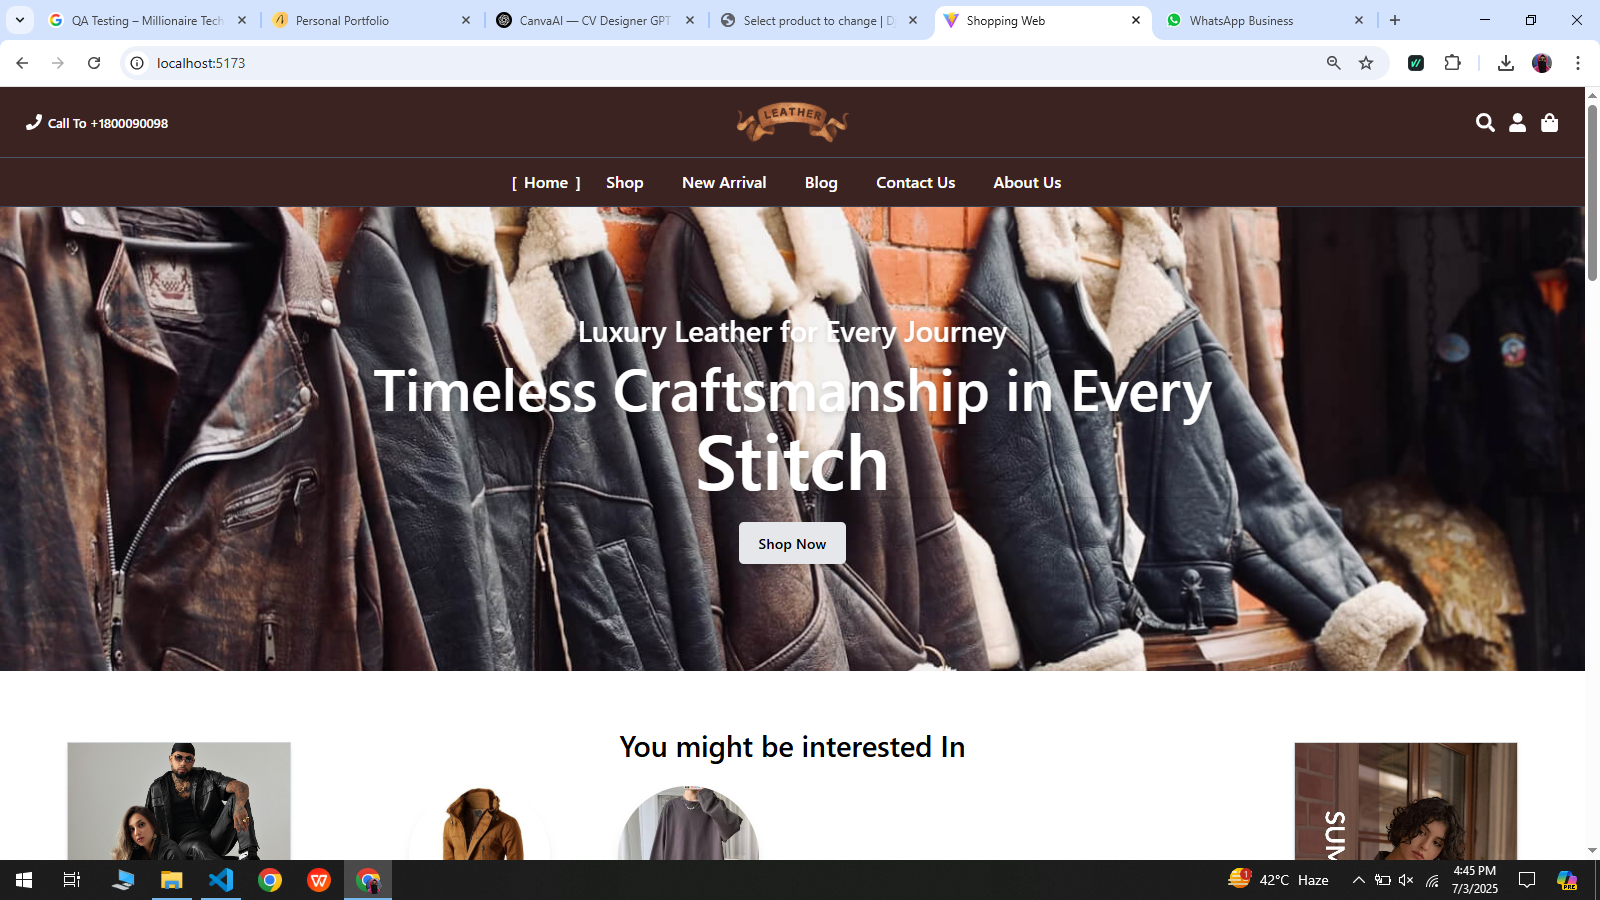 QA Testing – Millionaire Tech
Personal Portfolio
CanvaAI — CV Designer GPT
Select product to change | D
Shopping Web
WhatsApp Business
localhost:5173
Call To +1800090098
LEATHER
[ Home ]
Shop
New Arrival
Blog
Contact Us
About Us
Luxury Leather for Every Journey
Timeless Craftsmanship in Every
Stitch
Shop Now
You might be interested In
SUM
1
42°C Haze
4:45 PM
7/3/2025
PRE